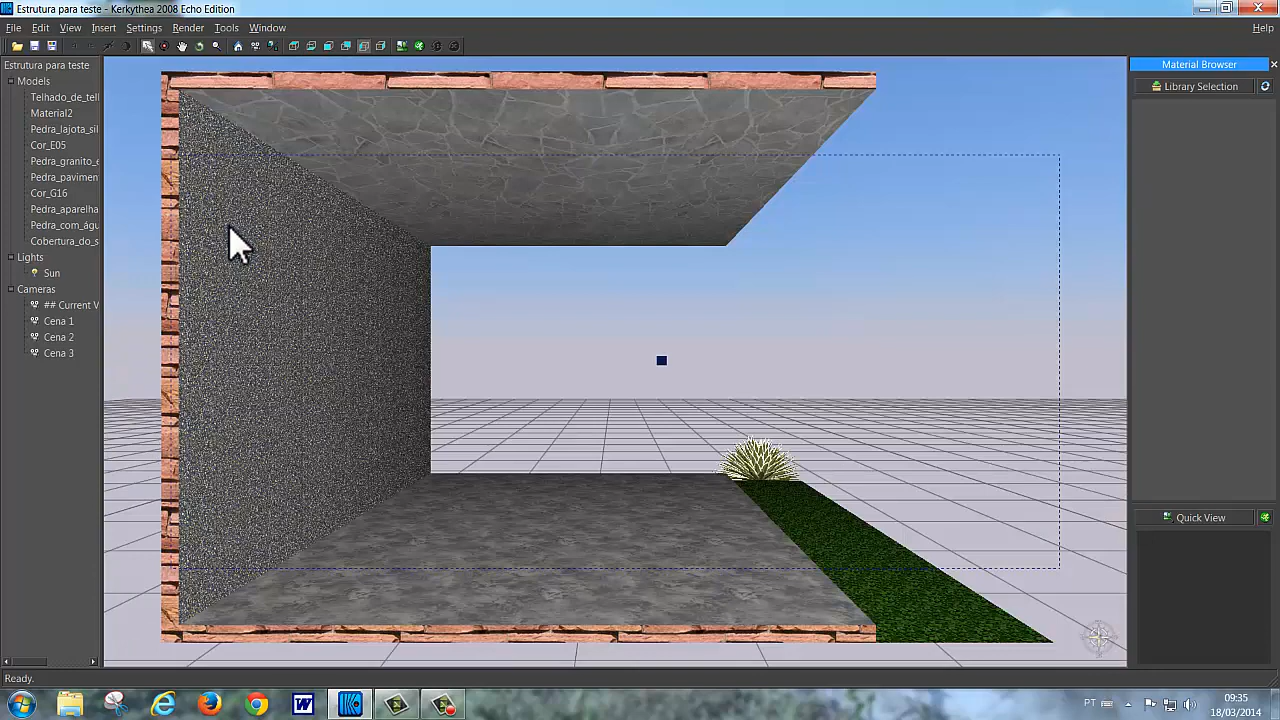 Estrutura para teste - Kerkythea 2008 Echo Edition
File Edit View Insert Settings Render Tools Window Help
Estrutura para teste
Models
Telhado_de_tell
Material2
Pedra_lajota_sil
Cor_E05
Pedra_granito_e
Pedra_pavimen
Cor_G16
Pedra_aparelha
Pedra_com_águ
Cobertura_do_s
Lights
Sun
Cameras
## Current V
Cena 1
Cena 2
Cena 3
Material Browser
Library Selection
Quick View
Ready.
PT
09:35
18/03/2014